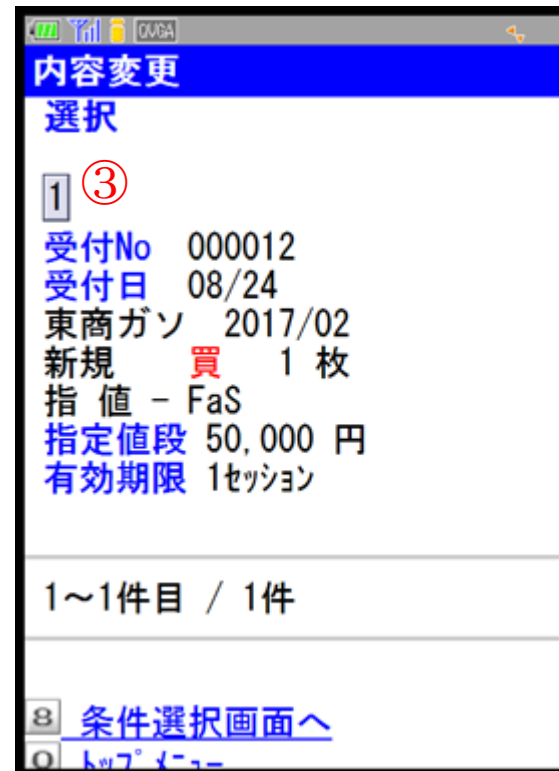 QVGA
内容変更
選択
1 ③
受付No 000012
受付日 08/24
東商ガソ 2017/02
新規 買 1 枚
指 値 - FaS
指定値段 50,000 円
有効期限 1ｾｯｼｮﾝ
1～1件目 / 1件
8 条件選択画面へ
0 ﾄｯﾌﾟﾒﾆｭｰ